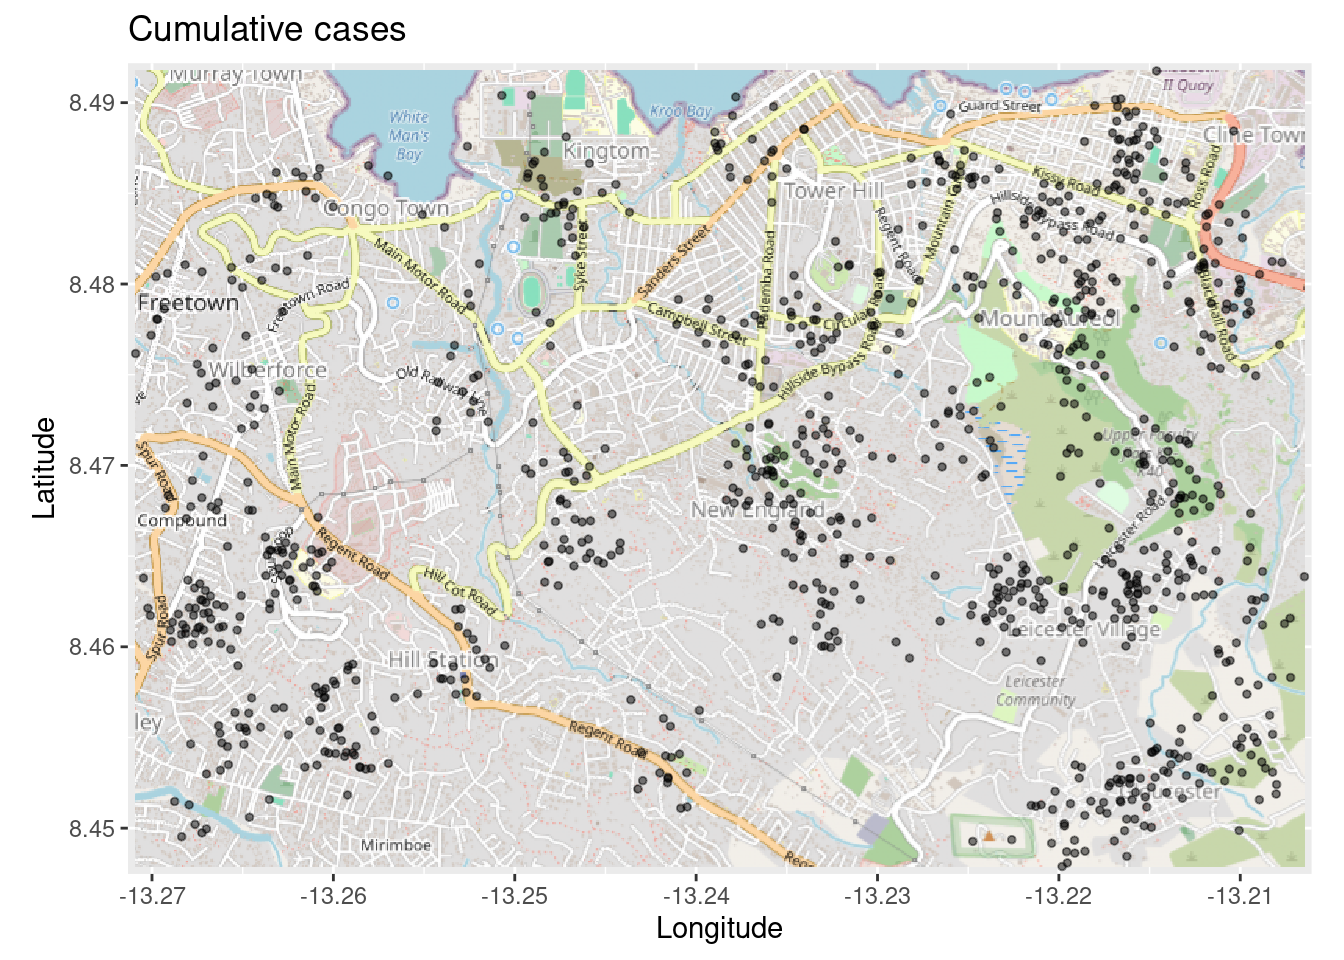 Cumulative cases
Murray Town
II Quay
White
Man's
Bay
Kroo Bay
Guard Street
Cline Town
Kingtom
Kissy Road
Ross Road
Tower Hill
Congo Town
Hillside Bypass Road
Mountain
Regent Road
Main Motor Road
Syke Street
Sanders Street
Pademba Road
Freetown
Freetown Road
Campbell Street
Circular Road
Mount Aureol
Blackhall Road
Wilberforce
Old Railway Line
Hillside Bypass Road
Main Motor Road
Spur Road
Compound
New England
Leicester Road
Regent Road
Hill Cot Road
Spur Road
Leicester Village
Hill Station
Leicester
Community
ley
Regent Road
Gloucester
Mirimboe
8.49
8.48
8.47
8.46
8.45
Latitude
-13.27
-13.26
-13.25
-13.24
-13.23
-13.22
-13.21
Longitude